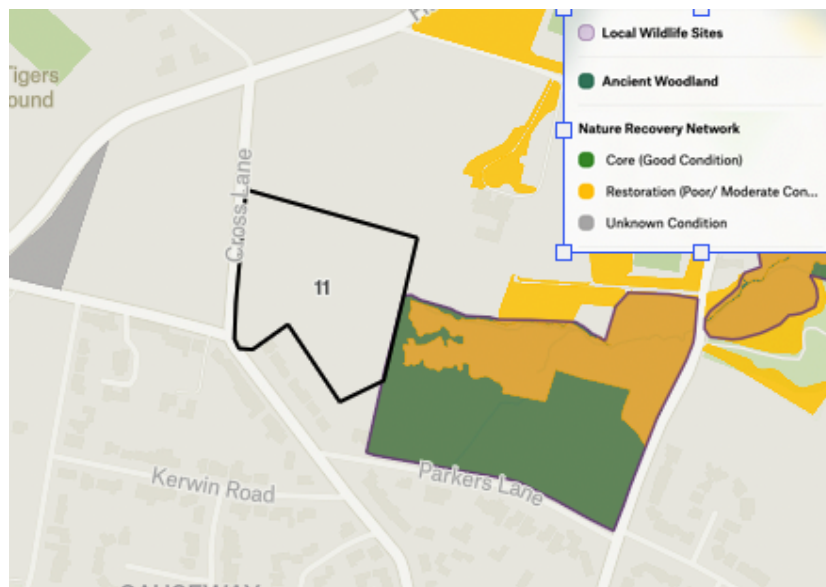 Tigers
ound
Cross Lane
11
Kerwin Road
Parkers Lane
Local Wildlife Sites
Ancient Woodland
Nature Recovery Network
Core (Good Condition)
Restoration (Poor/ Moderate Con...
Unknown Condition